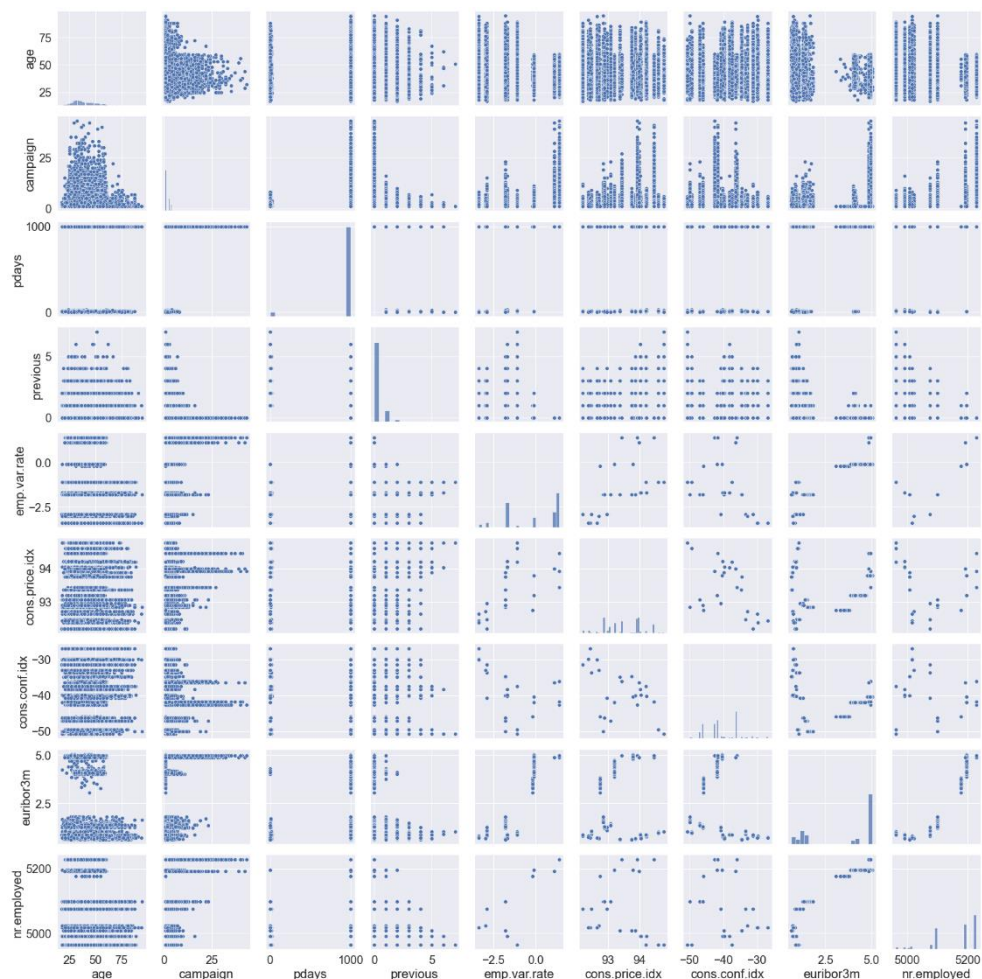 75
50
25
age
25
0
campaign
1000
0
pdays
5
0
previous
0.0
−2.5
emp.var.rate
94
93
cons.price.idx
−30
−40
−50
cons.conf.idx
5.0
2.5
euribor3m
5200
5000
nr.employed
25 50 75 0 25 0 1000 0 5 −2.5 0.0 93 94 −50 −40 −30 2.5 5.0 5000 5200
age campaign pdays previous emp.var.rate cons.price.idx cons.conf.idx euribor3m nr.employed